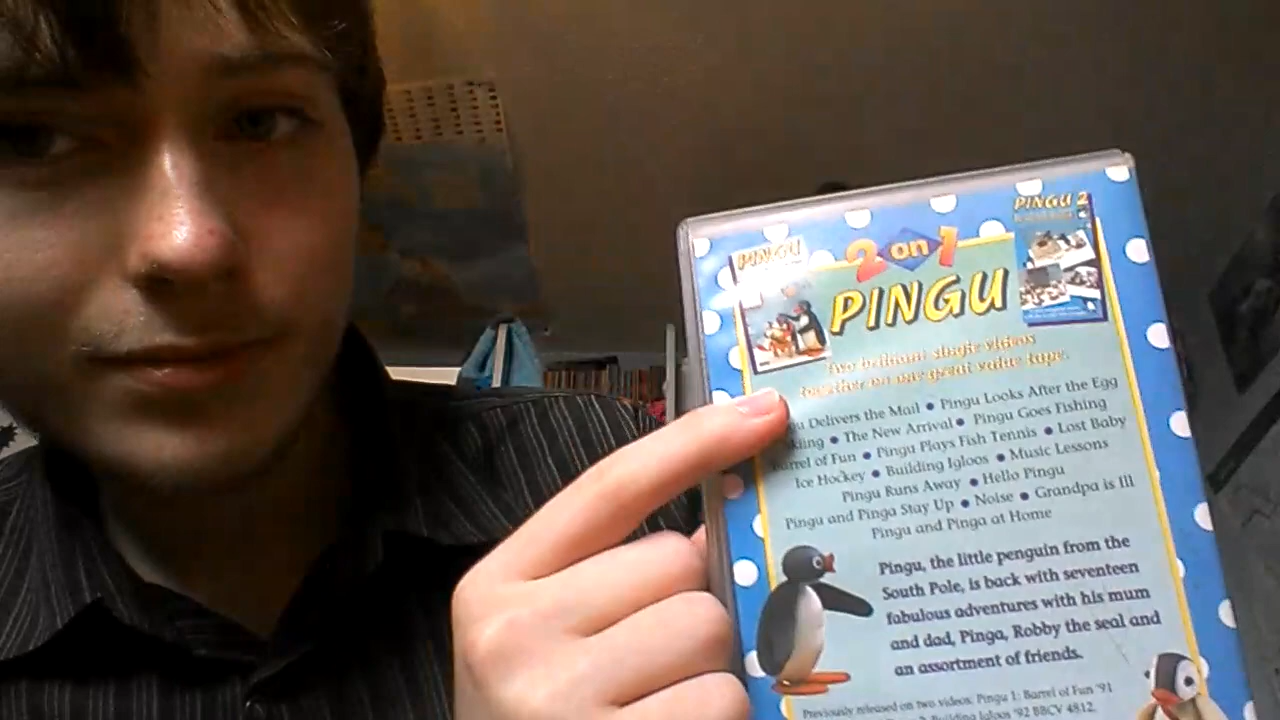 PINGU
2 on 1
PINGU 2
PINGU
Two brilliant single videos
together on one great value tape.
Delivers the Mail • Pingu Looks After the Egg
• The New Arrival • Pingu Goes Fishing
Barrel of Fun • Pingu Plays Fish Tennis • Lost Baby
Ice Hockey • Building Igloos • Music Lessons
Pingu Runs Away • Hello Pingu
Pingu and Pinga Stay Up • Noise • Grandpa is Ill
Pingu and Pinga at Home
Pingu, the little penguin from the
South Pole, is back with seventeen
fabulous adventures with his mum
and dad, Pinga, Robby the seal and
an assortment of friends.
Previously released on two videos: Pingu 1: Barrel of Fun '91
Building Igloos '92 BBCV 4812.